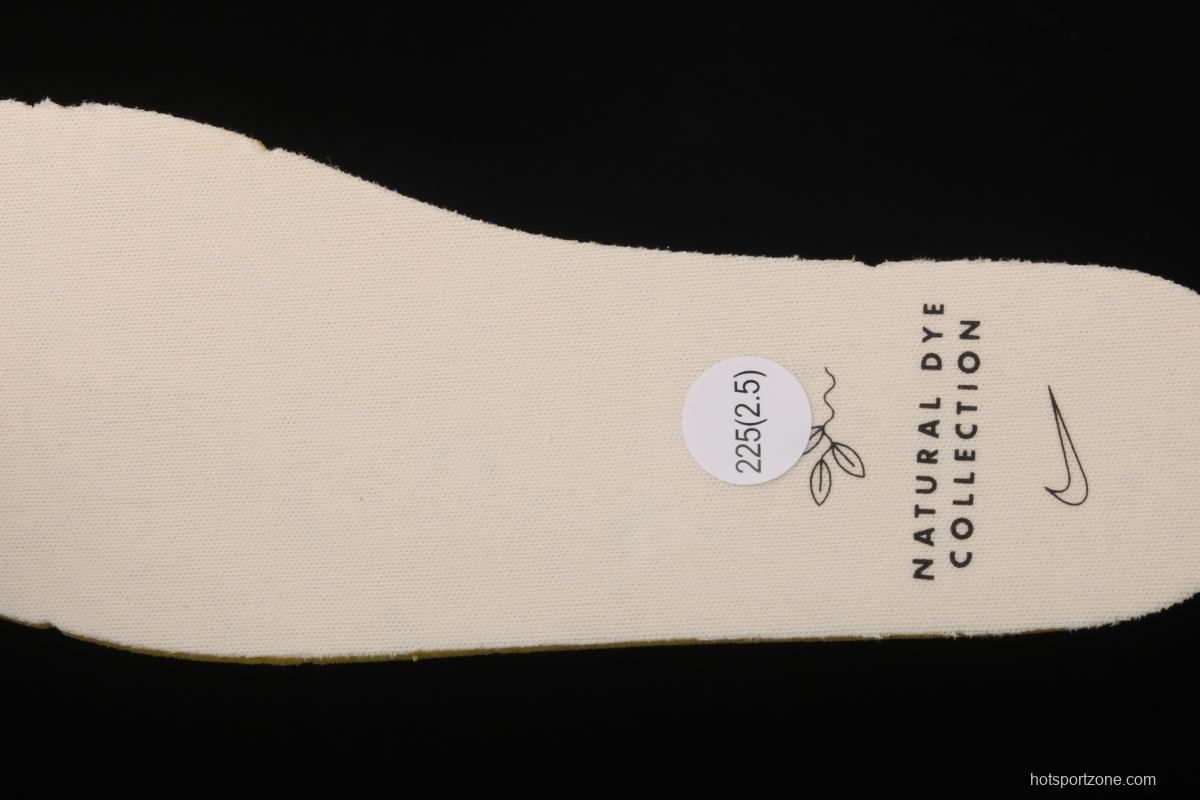 225(2.5)
NATURAL DYE
COLLECTION
hotsportzone.com